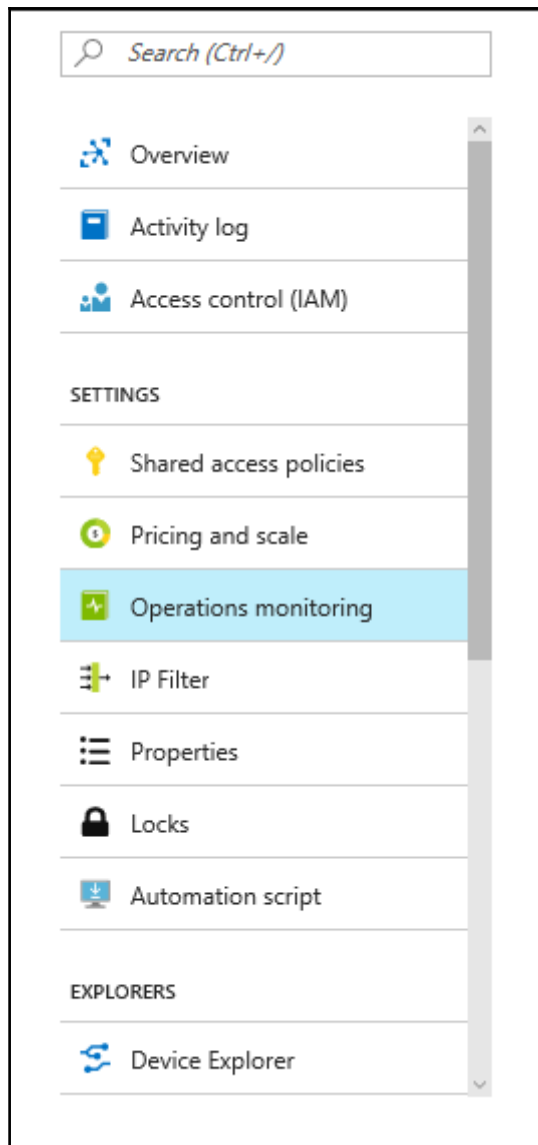 Search (Ctrl+/)
Overview
Activity log
Access control (IAM)
SETTINGS
Shared access policies
Pricing and scale
Operations monitoring
IP Filter
Properties
Locks
Automation script
EXPLORERS
Device Explorer